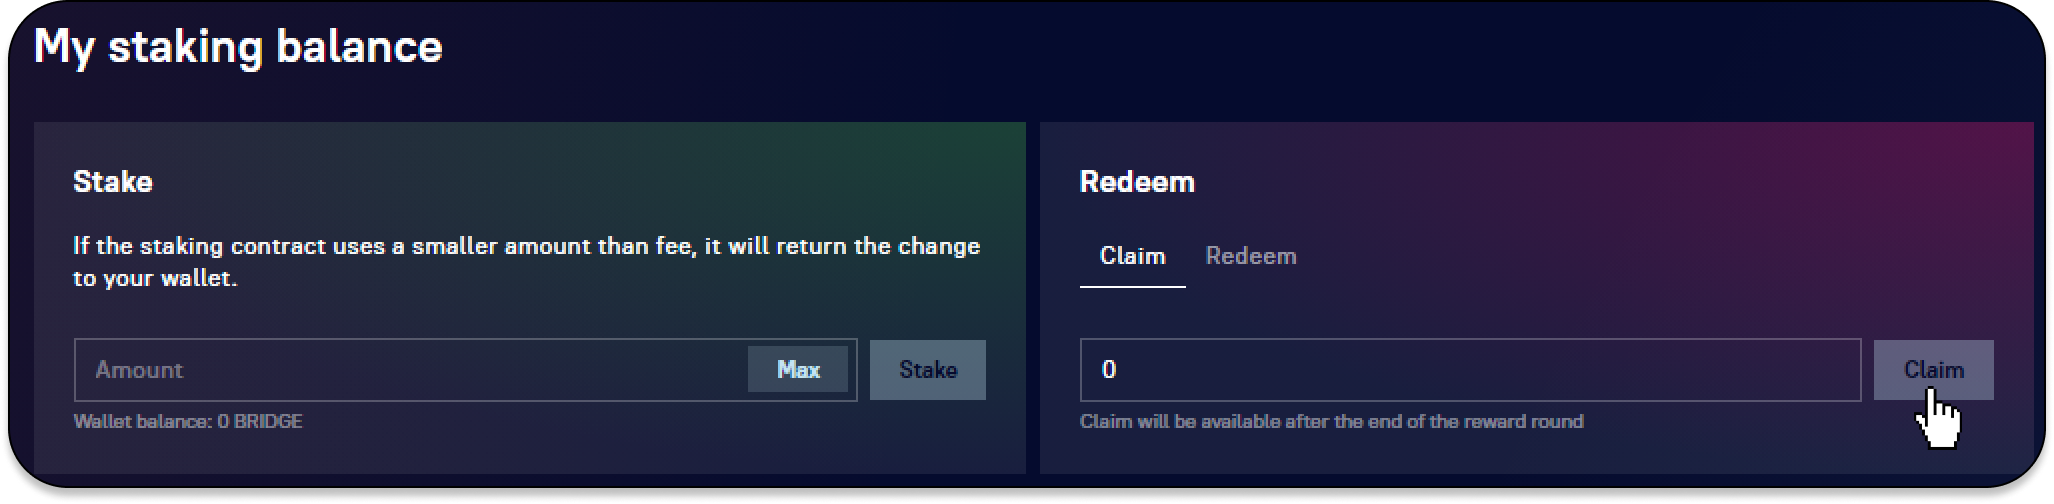 My staking balance
Stake
If the staking contract uses a smaller amount than fee, it will return the change
to your wallet.
Amount
Max
Stake
Wallet balance: 0 BRIDGE
Redeem
Claim
Redeem
0
Claim
Claim will be available after the end of the reward round